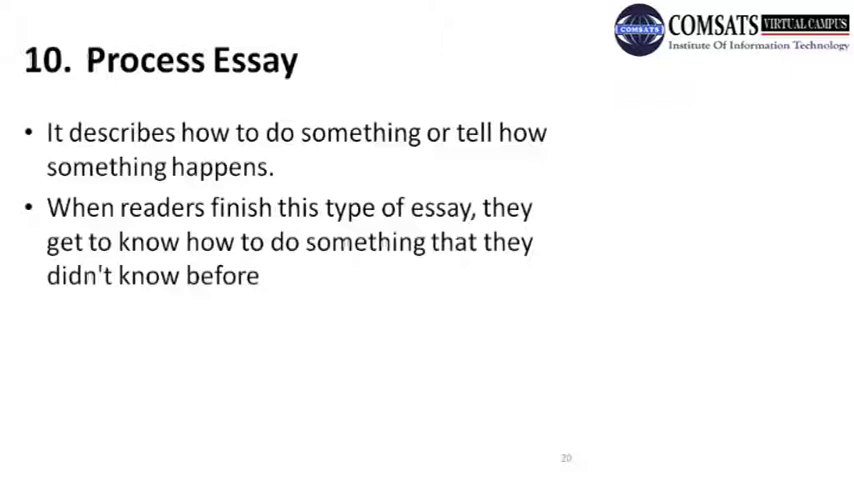 COMSATS VIRTUAL CAMPUS
COMSATS Institute Of Information Technology
10. Process Essay
• It describes how to do something or tell how
something happens.
• When readers finish this type of essay, they
get to know how to do something that they
didn't know before
20